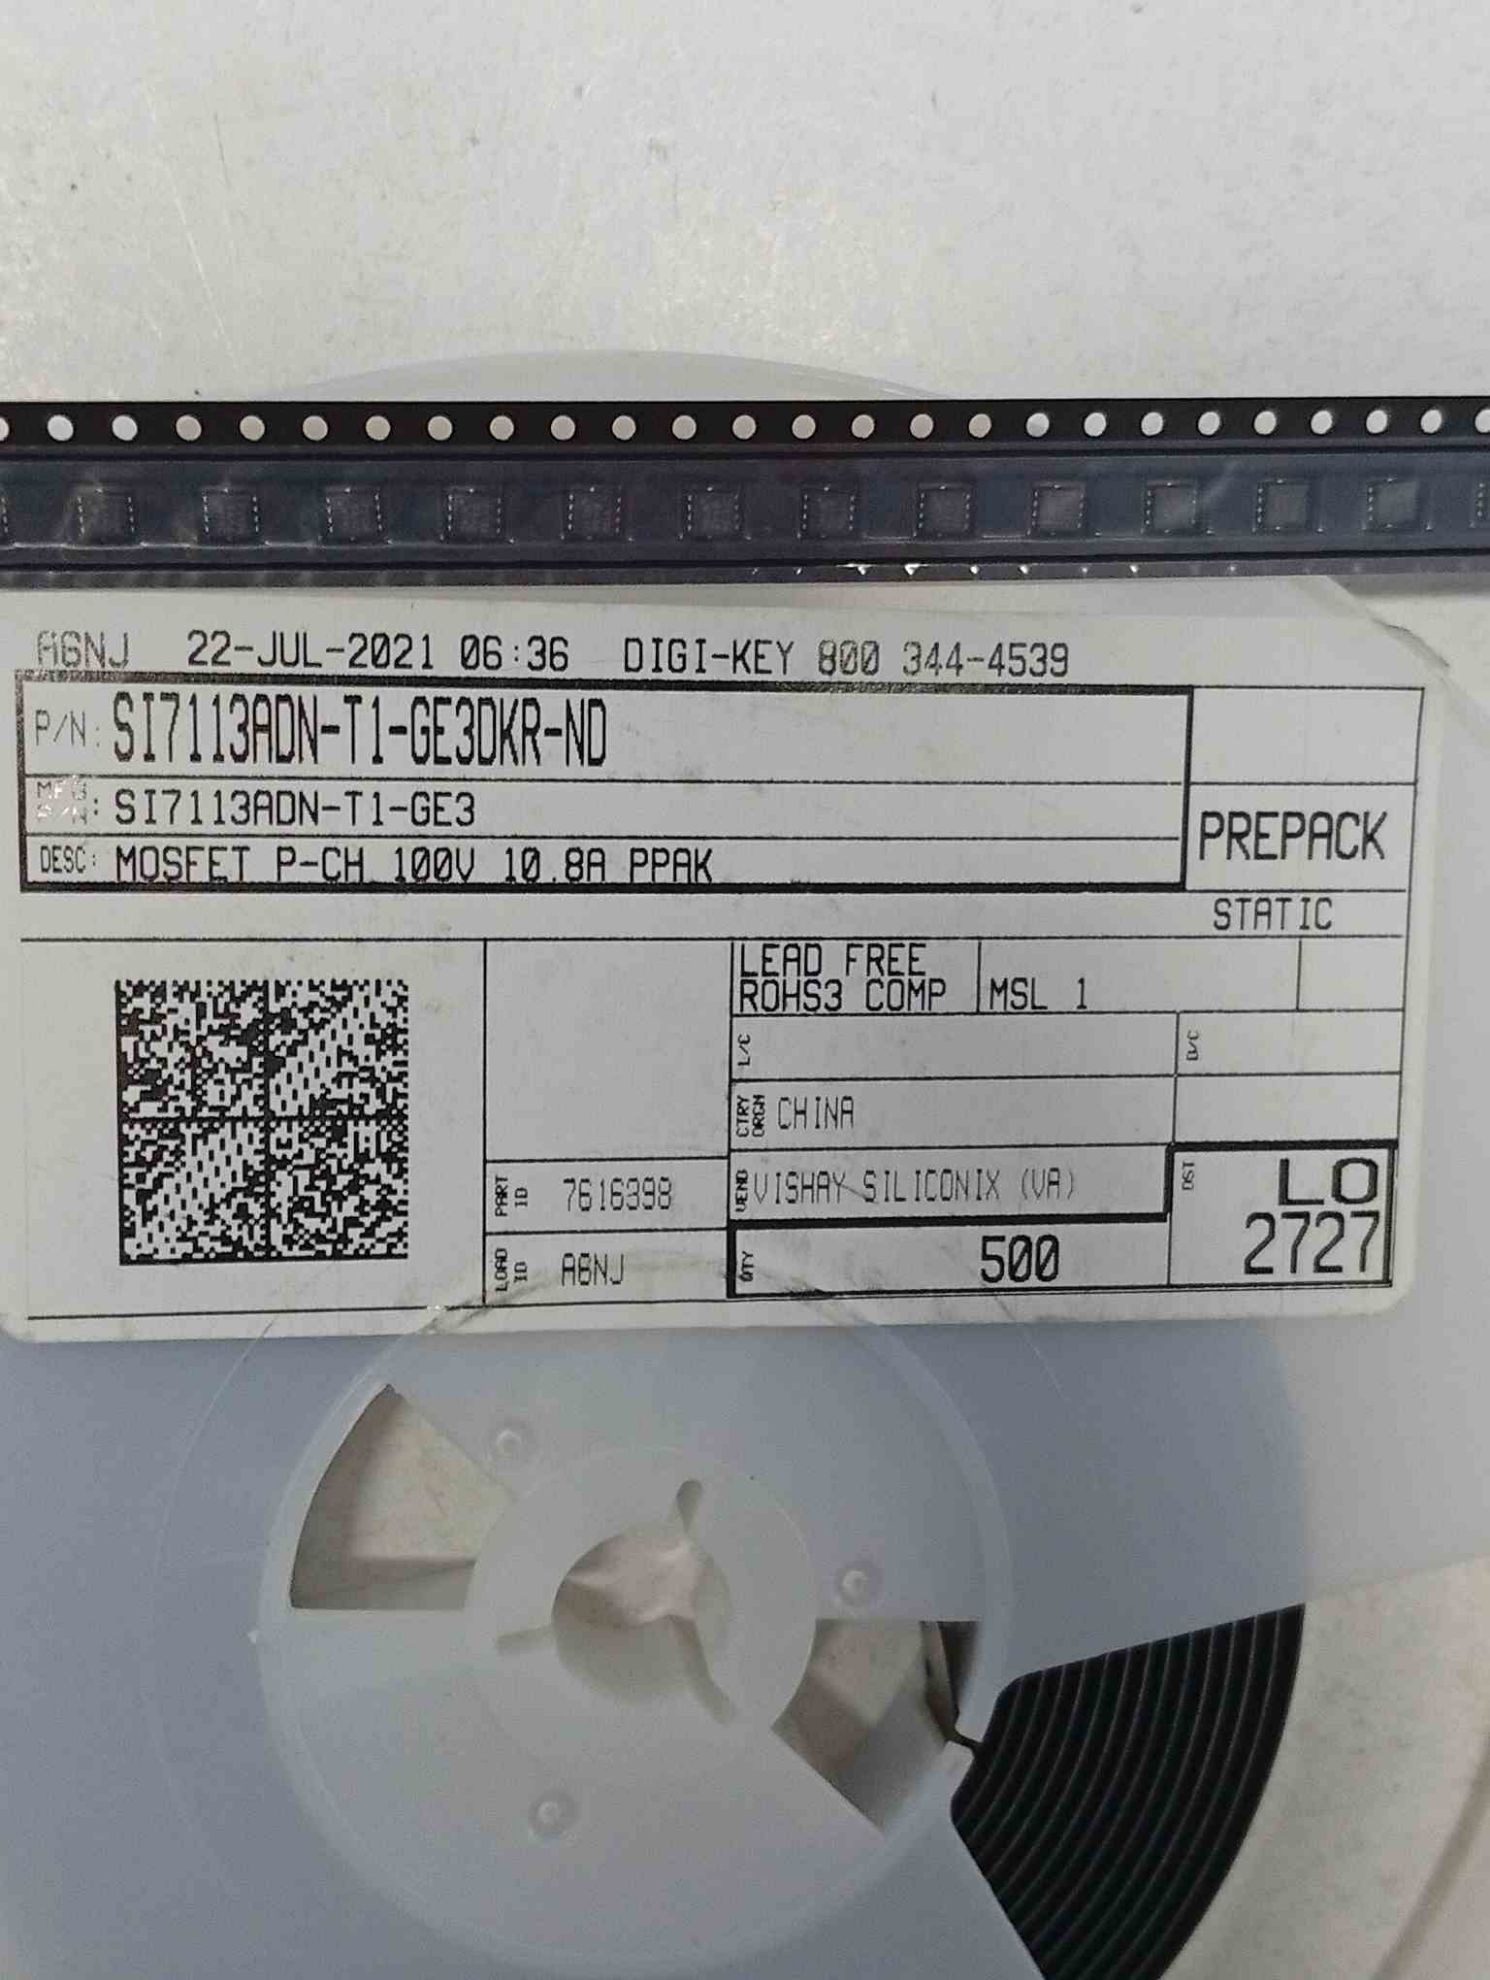 A6NJ 22-JUL-2021 06:36 DIGI-KEY 800 344-4539
P/N: SI7113ADN-T1-GE3DKR-ND
MFG P/N: SI7113ADN-T1-GE3
PREPACK
DESC: MOSFET P-CH 100V 10.8A PPAK
STATIC
LEAD FREE
ROHS3 COMP MSL 1
L/C D/C
CTRY ORGN CHINA
PART ID 7616398
VEND VISHAY SILICONIX (VA)
DST LO
2727
LOAD ID A6NJ
QTY 500